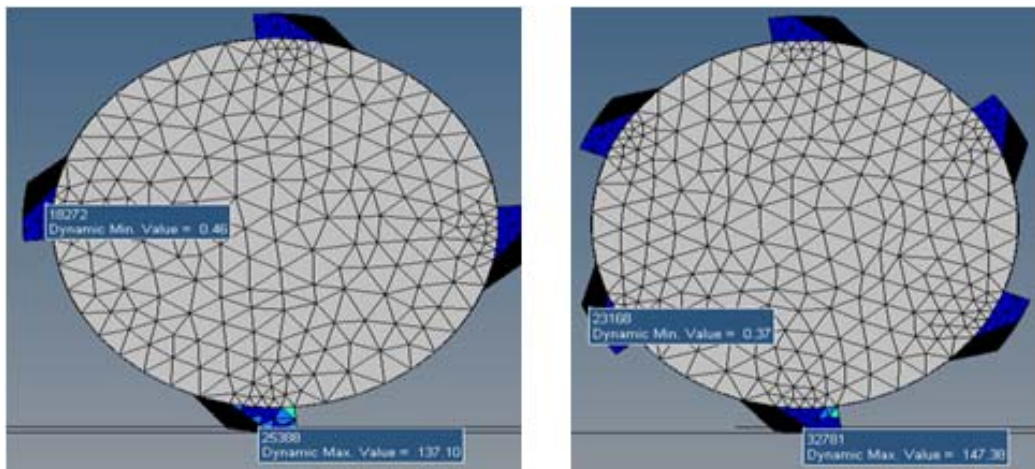 18272
Dynamic Min. Value = 0.46
25388
Dynamic Max. Value = 137.10
23168
Dynamic Min. Value = 0.37
32781
Dynamic Max. Value = 147.38